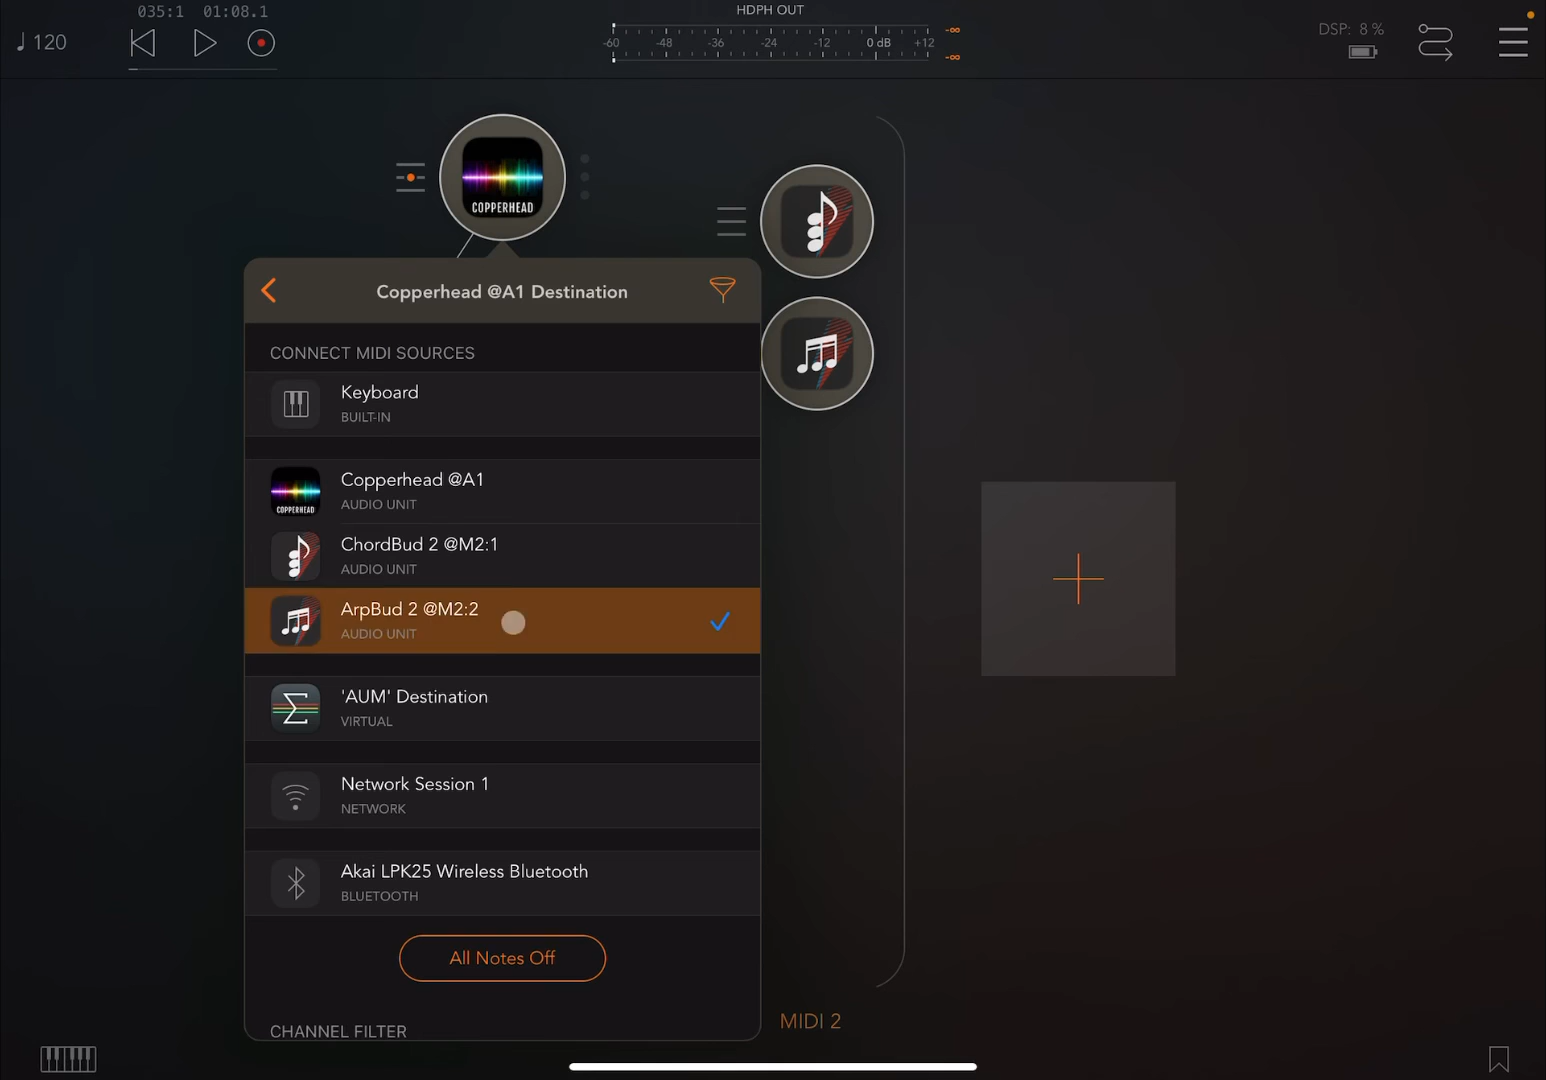 035:1 01:08.1
HDPH OUT
♩ 120
-60 -48 -36 -24 -12 0 dB +12
-∞
-∞
DSP: 8 %
COPPERHEAD
Copperhead @A1 Destination
CONNECT MIDI SOURCES
Keyboard
BUILT-IN
Copperhead @A1
AUDIO UNIT
COPPERHEAD
ChordBud 2 @M2:1
AUDIO UNIT
ArpBud 2 @M2:2
AUDIO UNIT
'AUM' Destination
VIRTUAL
Network Session 1
NETWORK
Akai LPK25 Wireless Bluetooth
BLUETOOTH
All Notes Off
CHANNEL FILTER
MIDI 2